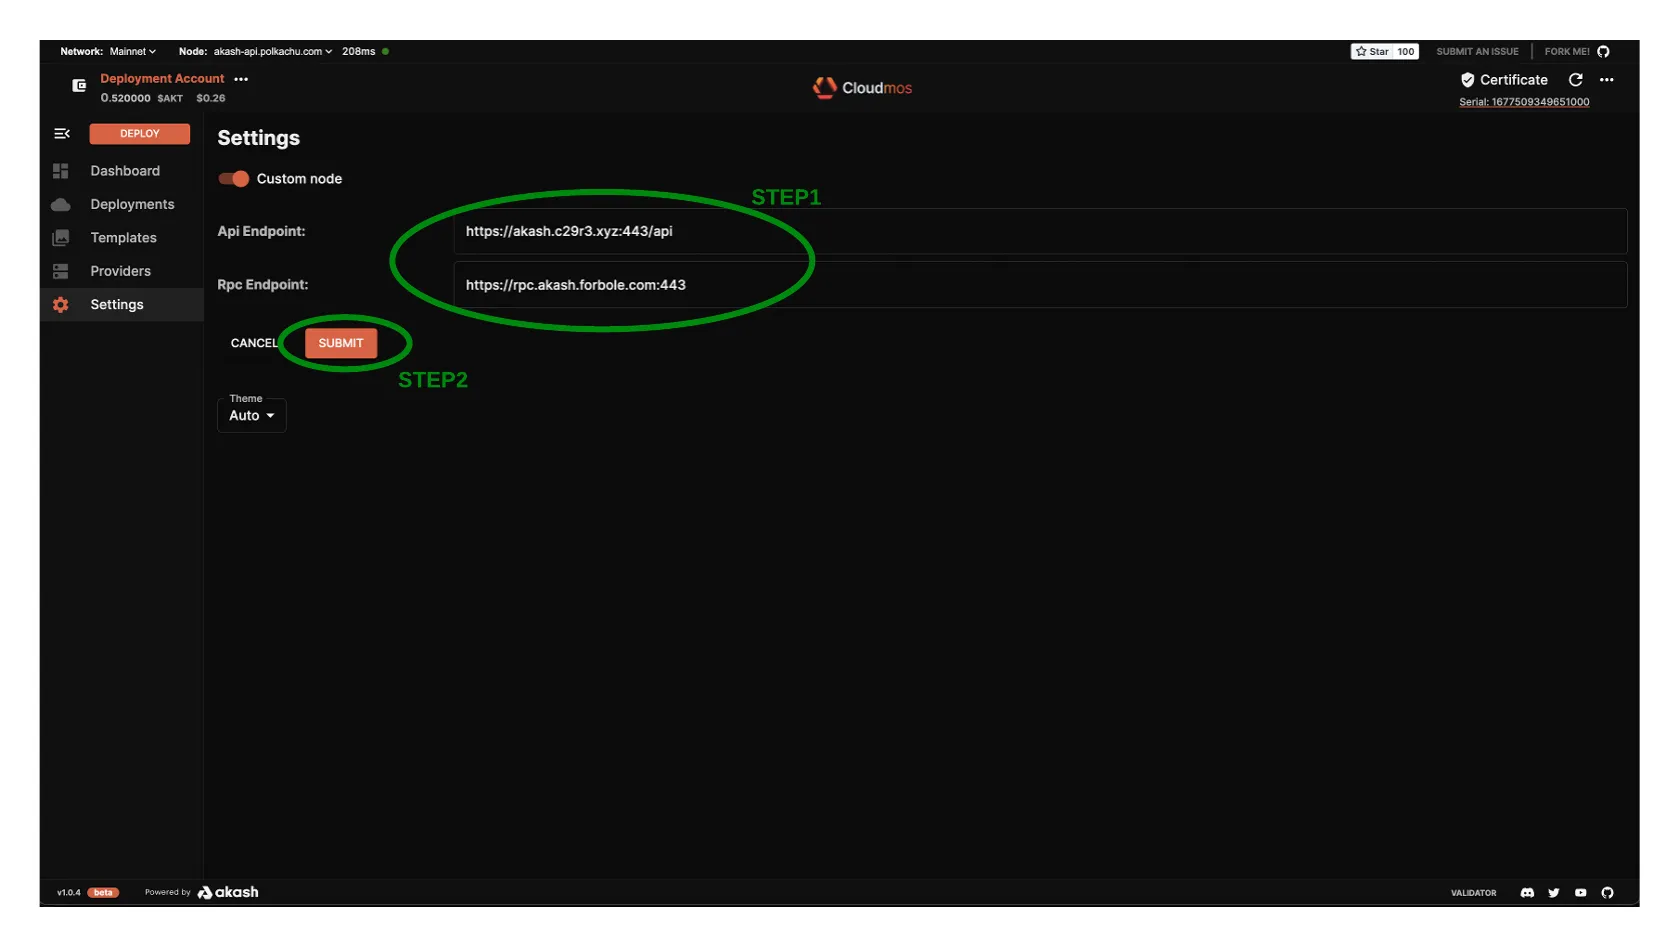 Network: Mainnet Node: akash-api.polkachu.com 208ms
Star 100 SUBMIT AN ISSUE FORK ME!
Deployment Account
0.520000 $AKT $0.26
Cloudmos
Certificate
Serial: 1677509349651000
DEPLOY
Dashboard
Deployments
Templates
Providers
Settings
Settings
Custom node
STEP1
Api Endpoint: https://akash.c29r3.xyz:443/api
Rpc Endpoint: https://rpc.akash.forbole.com:443
CANCEL SUBMIT
STEP2
Theme
Auto
v1.0.4 beta Powered by akash
VALIDATOR